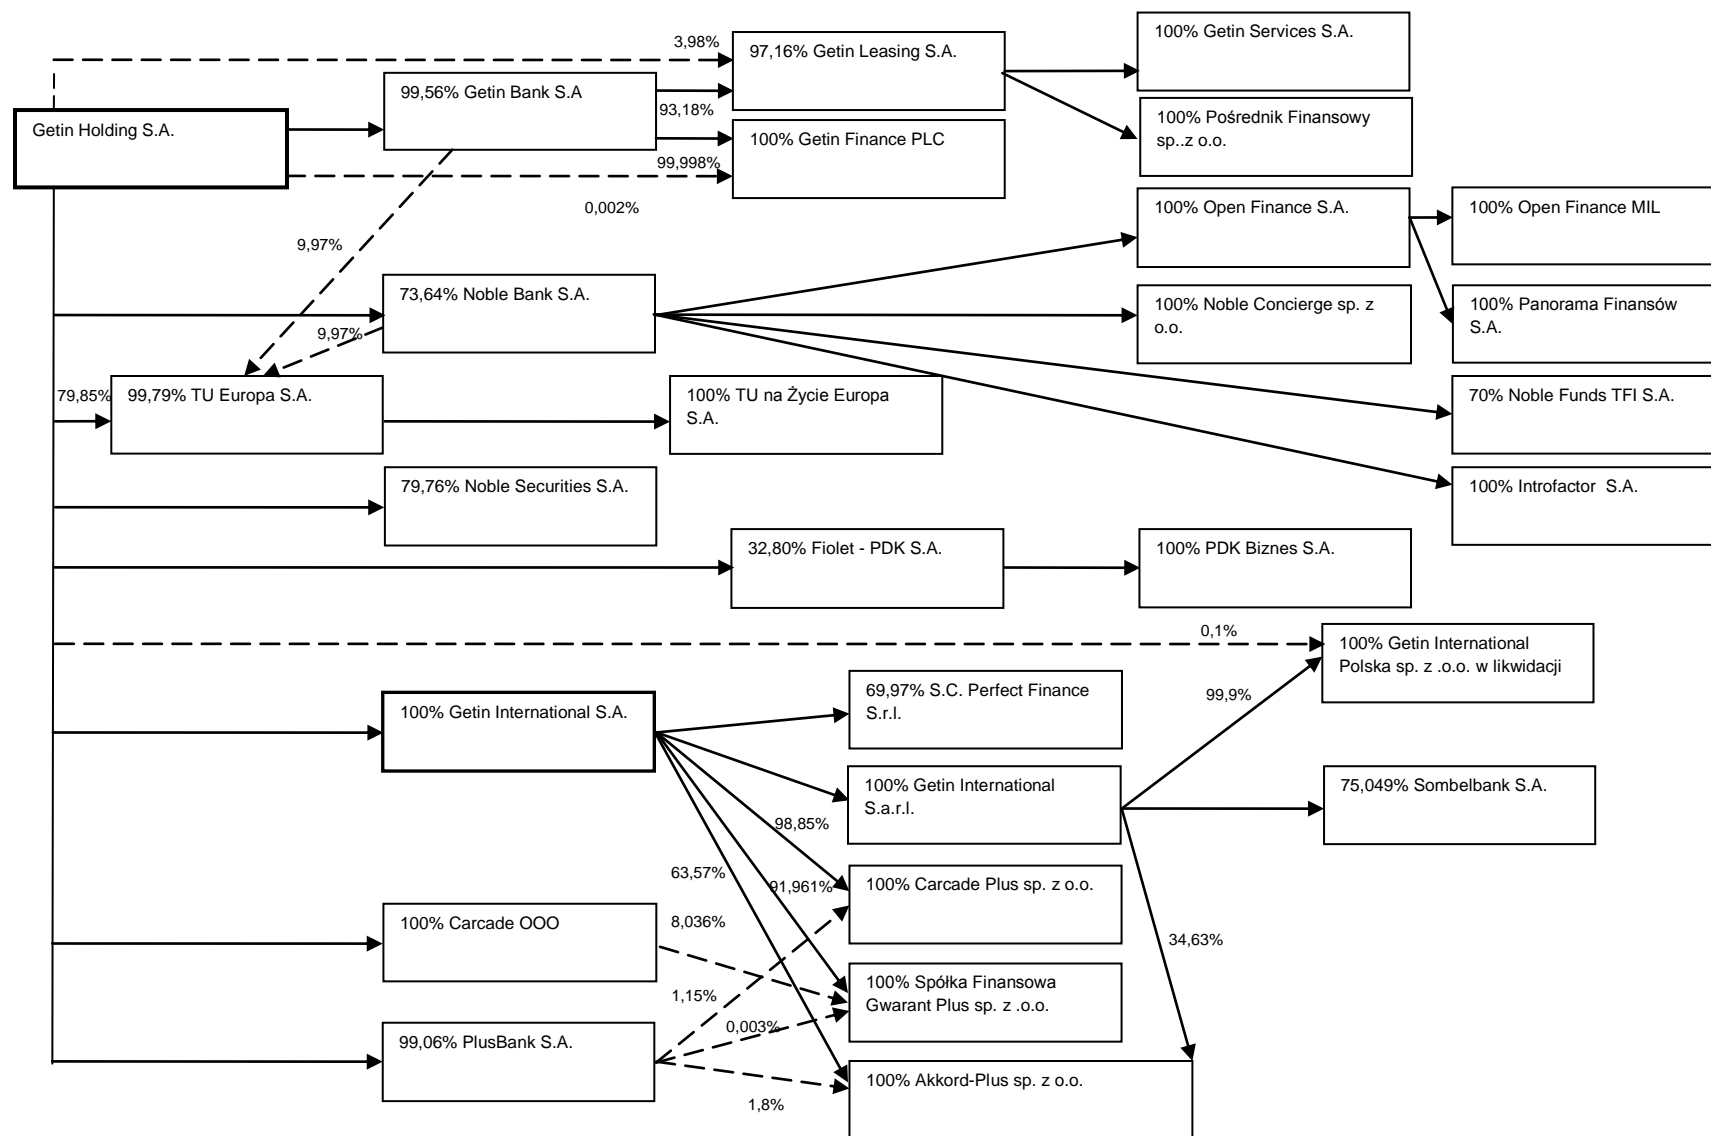 3,98%
97,16% Getin Leasing S.A.
100% Getin Services S.A.
99,56% Getin Bank S.A
93,18%
Getin Holding S.A.
100% Getin Finance PLC
100% Pośrednik Finansowy
sp..z o.o.
99,998%
0,002%
100% Open Finance S.A.
100% Open Finance MIL
9,97%
73,64% Noble Bank S.A.
100% Noble Concierge sp. z
o.o.
100% Panorama Finansów
S.A.
9,97%
79,85%
99,79% TU Europa S.A.
100% TU na Życie Europa
S.A.
70% Noble Funds TFI S.A.
79,76% Noble Securities S.A.
100% Introfactor  S.A.
32,80% Fiolet - PDK S.A.
100% PDK Biznes S.A.
0,1%
100% Getin International
Polska sp. z .o.o. w likwidacji
69,97% S.C. Perfect Finance
S.r.l.
99,9%
100% Getin International S.A.
100% Getin International
S.a.r.l.
75,049% Sombelbank S.A.
98,85%
63,57%
91,961%
100% Carcade Plus sp. z o.o.
100% Carcade OOO
8,036%
34,63%
100% Spółka Finansowa
Gwarant Plus sp. z .o.o.
1,15%
0,003%
99,06% PlusBank S.A.
100% Akkord-Plus sp. z o.o.
1,8%